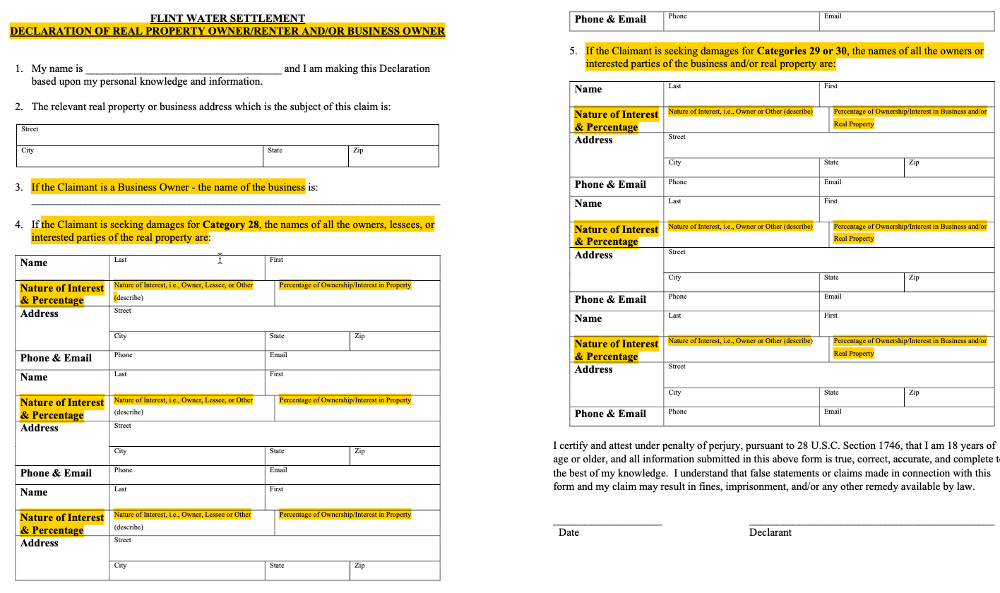 FLINT WATER SETTLEMENT
DECLARATION OF REAL PROPERTY OWNER/RENTER AND/OR BUSINESS OWNER
1. My name is ____________________________________ and I am making this Declaration
based upon my personal knowledge and information.
2. The relevant real property or business address which is the subject of this claim is:
Street
City State Zip
3. If the Claimant is a Business Owner - the name of the business is:
4. If the Claimant is seeking damages for Category 28, the names of all the owners, lessees, or
interested parties of the real property are:
Name Last First
Nature of Interest Nature of Interest, i.e., Owner, Lessee, or Other Percentage of Ownership/Interest in Property
& Percentage (describe)
Address Street
City State Zip
Phone & Email Phone Email
Name Last First
Nature of Interest Nature of Interest, i.e., Owner, Lessee, or Other Percentage of Ownership/Interest in Property
& Percentage (describe)
Address Street
City State Zip
Phone & Email Phone Email
Name Last First
Nature of Interest Nature of Interest, i.e., Owner, Lessee or Other Percentage of Ownership/Interest in Property
& Percentage (describe)
Address Street
City State Zip
Phone & Email Phone Email
5. If the Claimant is seeking damages for Categories 29 or 30, the names of all the owners or
interested parties of the business and/or real property are:
Name Last First
Nature of Interest Nature of Interest, i.e., Owner or Other (describe) Percentage of Ownership/Interest in Business and/or
& Percentage Real Property
Address Street
City State Zip
Phone & Email Phone Email
Name Last First
Nature of Interest Nature of Interest, i.e., Owner or Other (describe) Percentage of Ownership/Interest in Business and/or
& Percentage Real Property
Address Street
City State Zip
Phone & Email Phone Email
Name Last First
Nature of Interest Nature of Interest, i.e., Owner or Other (describe) Percentage of Ownership/Interest in Business and/or
& Percentage Real Property
Address Street
City State Zip
Phone & Email Phone Email
I certify and attest under penalty of perjury, pursuant to 28 U.S.C. Section 1746, that I am 18 years of
age or older, and all information submitted in this above form is true, correct, accurate, and complete t
the best of my knowledge. I understand that false statements or claims made in connection with this
form and my claim may result in fines, imprisonment, and/or any other remedy available by law.
Date Declarant